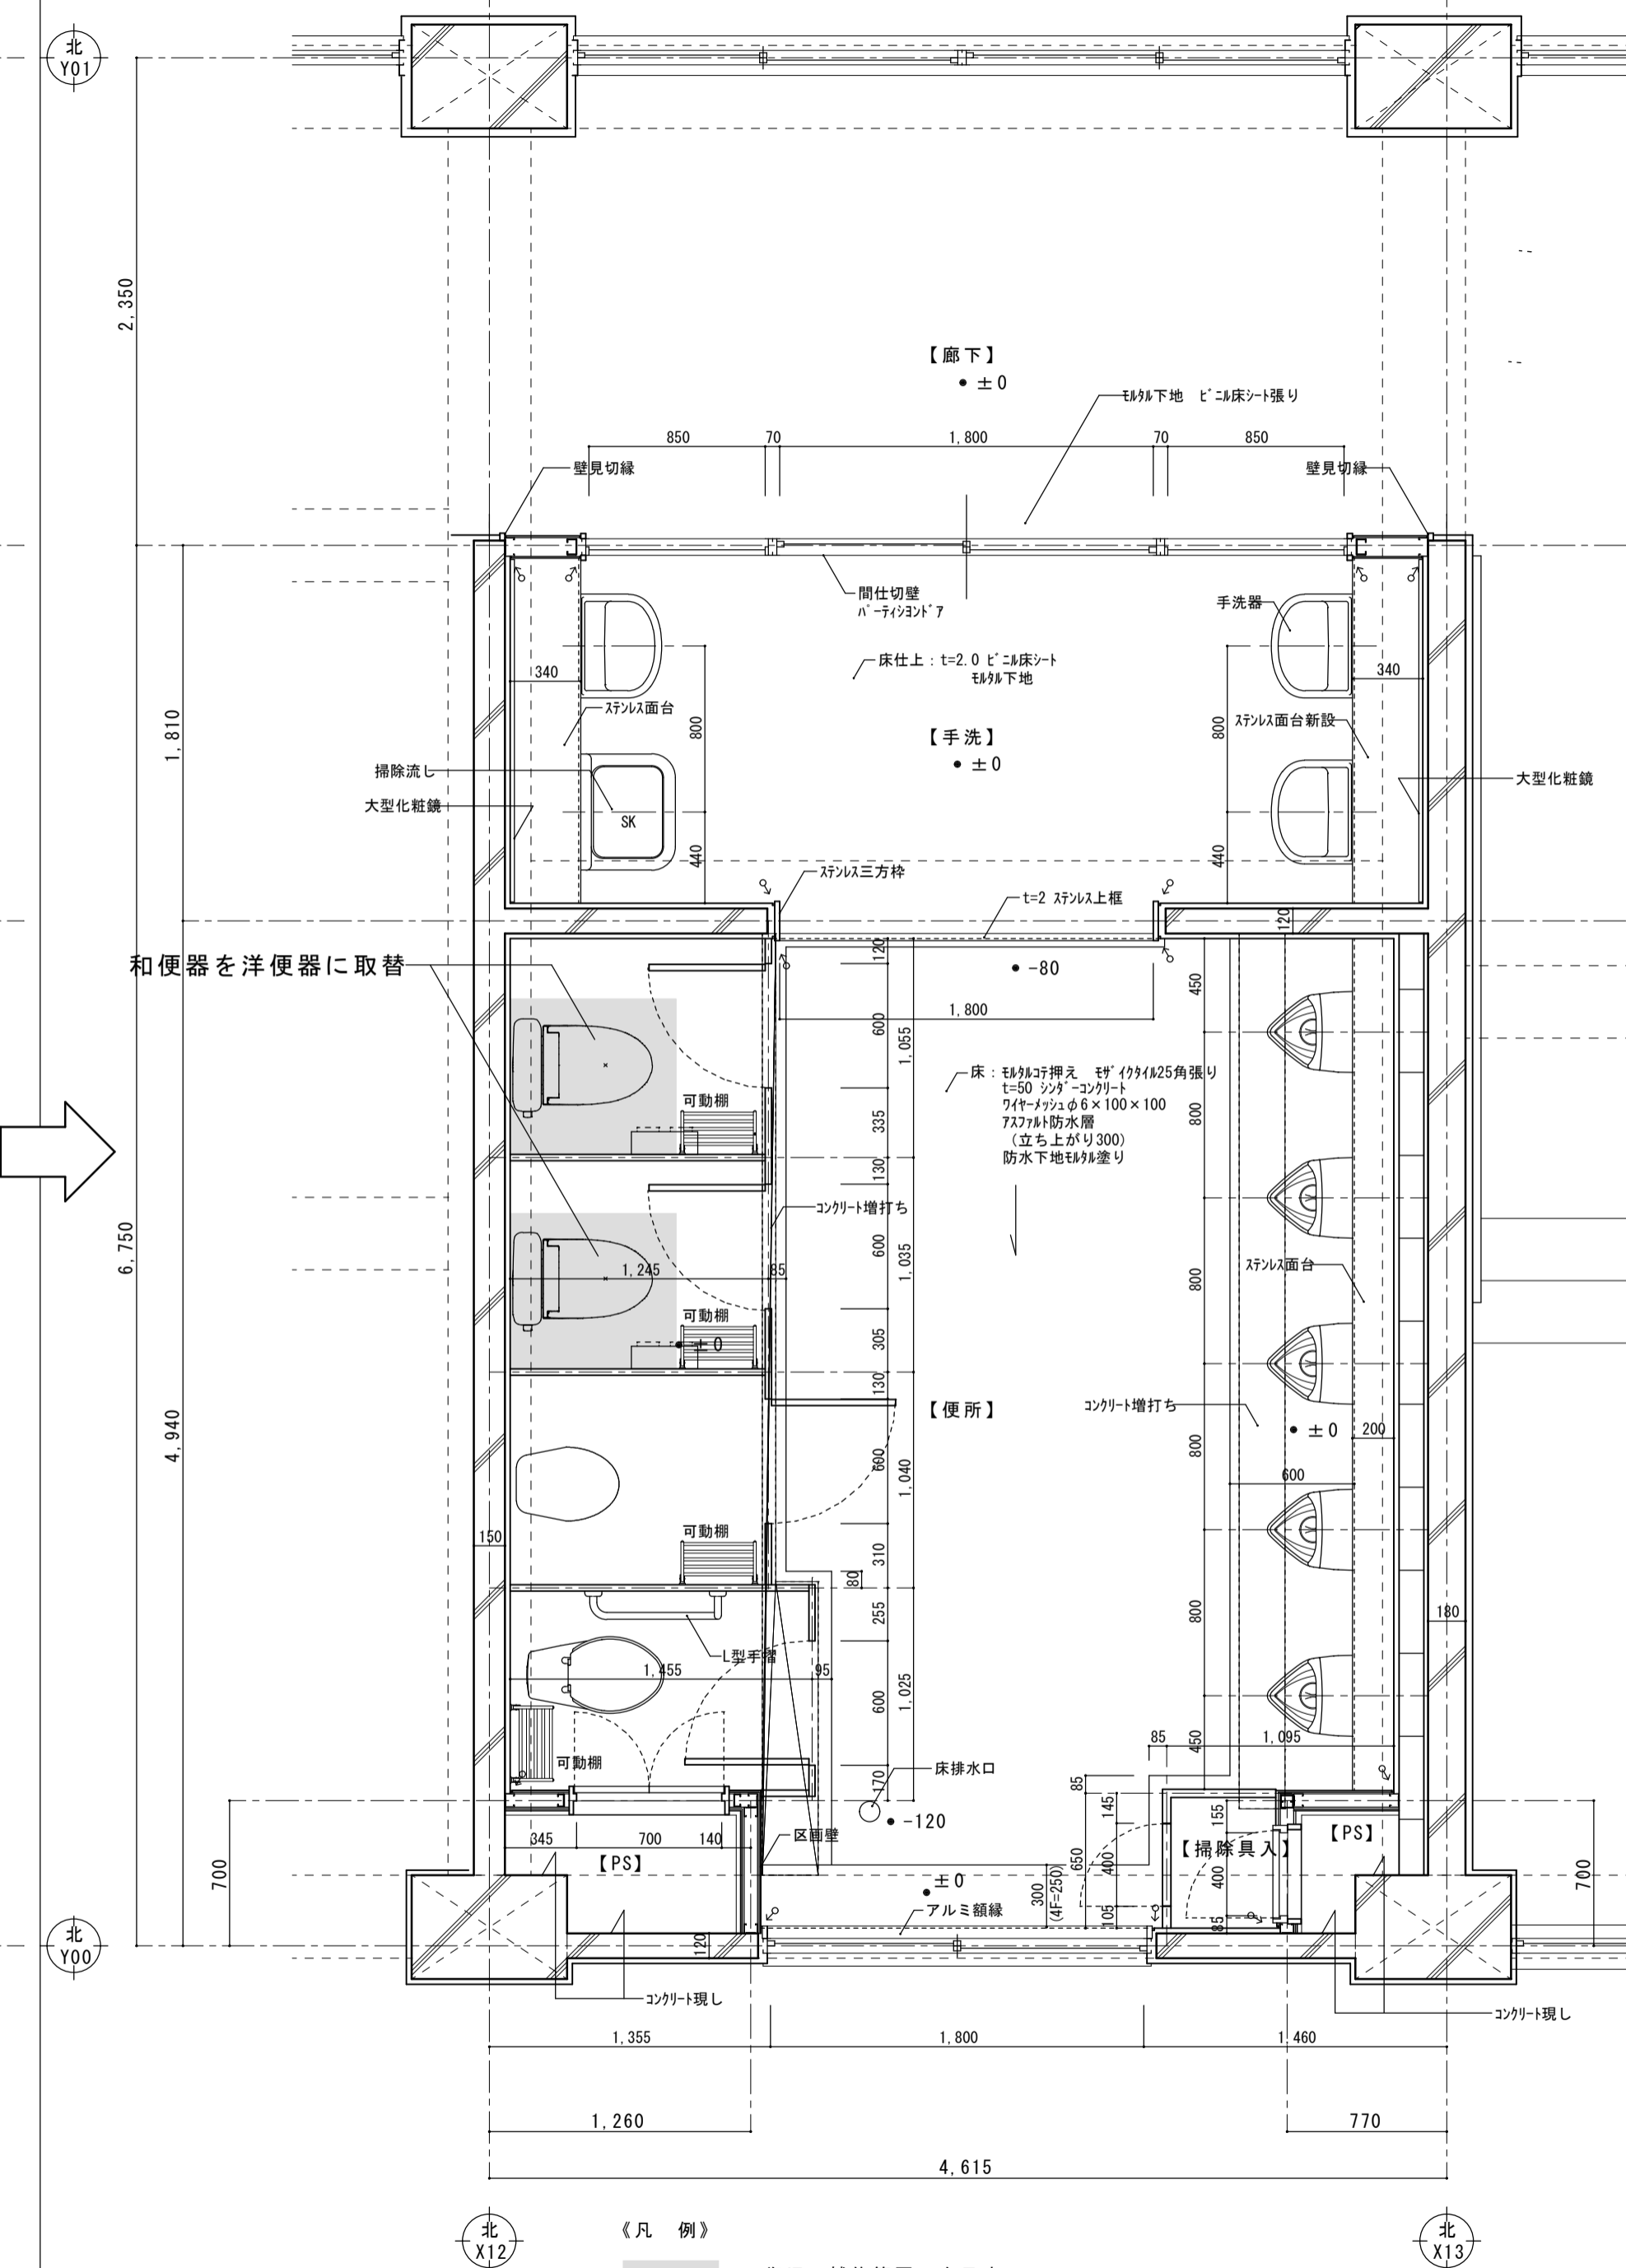 北
Y01
2,350
【廊下】
±0
ﾓﾙﾀﾙ下地 ﾋﾞﾆﾙ床ｼｰﾄ張り
850
70
1,800
70
850
壁見切縁
壁見切縁
間仕切壁
ﾊﾟｰﾃｨｼｮﾝﾄﾞｱ
手洗器
床仕上：t=2.0 ﾋﾞﾆﾙ床ｼｰﾄ
ﾓﾙﾀﾙ下地
340
340
ｽﾃﾝﾚｽ面台
ｽﾃﾝﾚｽ面台新設
800
800
【手洗】
±0
1,810
掃除流し
大型化粧鏡
大型化粧鏡
SK
440
440
ｽﾃﾝﾚｽ三方枠
t=2 ｽﾃﾝﾚｽ上框
120
120
和便器を洋便器に取替
-80
1,800
450
600
1,055
床：ﾓﾙﾀﾙｺﾃ押え ﾓｻﾞｲｸﾀｲﾙ25角張り
t=50 ｼﾝﾀﾞｰｺﾝｸﾘｰﾄ
ﾜｲﾔｰﾒｯｼｭφ6×100×100
ｱｽﾌｧﾙﾄ防水層
（立ち上がり300）
防水下地ﾓﾙﾀﾙ塗り
可動棚
335
800
130
ｺﾝｸﾘｰﾄ増打ち
6,750
600
1,035
1,245
85
800
ｽﾃﾝﾚｽ面台
可動棚
±0
305
130
4,940
【便所】
ｺﾝｸﾘｰﾄ増打ち
±0
200
600
1,040
800
600
150
可動棚
310
80
255
800
180
L型手摺
1,455
95
600
1,025
450
85
1,095
可動棚
170
床排水口
85
145
-120
155
345
700
140
区画壁
【PS】
650
400
【掃除具入】
【PS】
400
700
700
±0
300
(4F=250)
105
85
アルミ額縁
120
北
Y00
ｺﾝｸﾘｰﾄ現し
ｺﾝｸﾘｰﾄ現し
1,355
1,800
1,460
1,260
770
4,615
北
X12
北
X13
《凡 例》